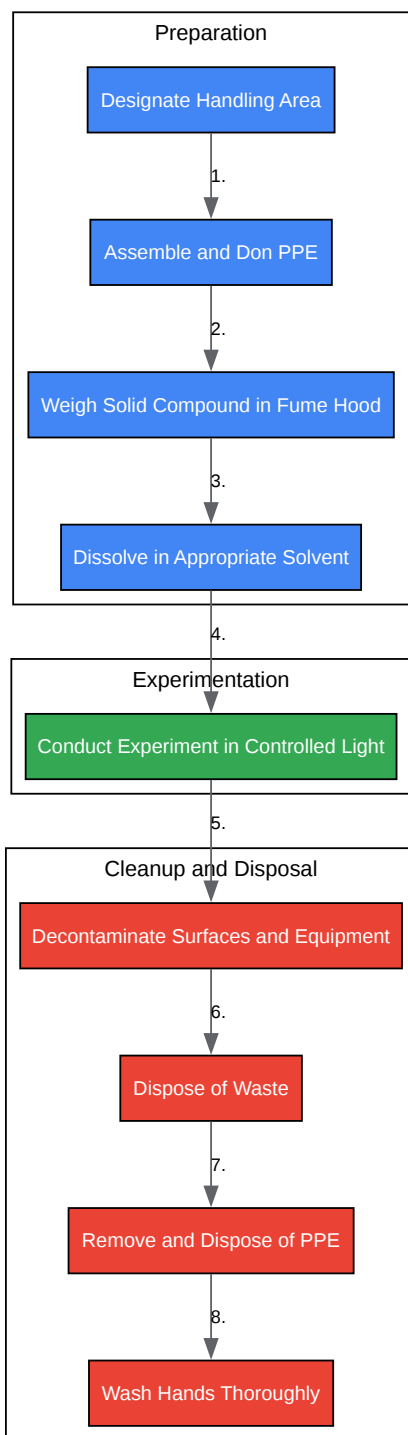 Preparation
Designate Handling Area
1.
Assemble and Don PPE
2.
Weigh Solid Compound in Fume Hood
3.
Dissolve in Appropriate Solvent
4.
Experimentation
Conduct Experiment in Controlled Light
5.
Cleanup and Disposal
Decontaminate Surfaces and Equipment
6.
Dispose of Waste
7.
Remove and Dispose of PPE
8.
Wash Hands Thoroughly